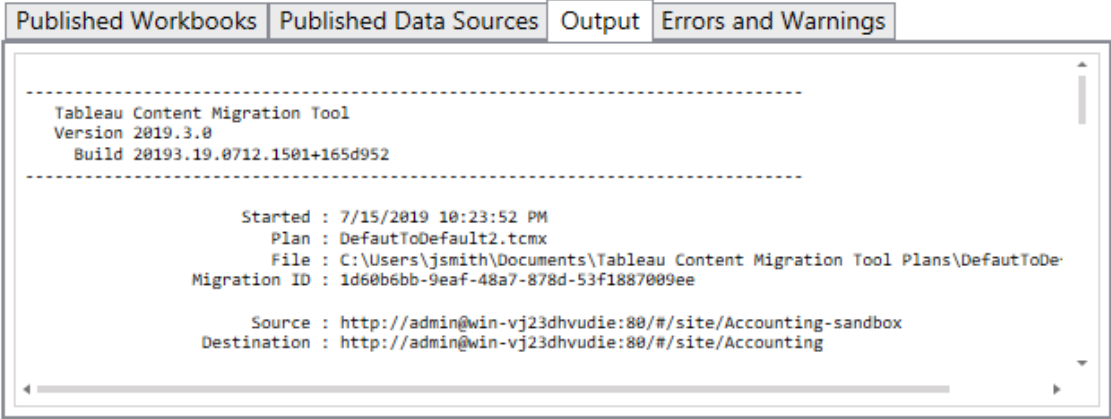 Published Workbooks Published Data Sources Output Errors and Warnings
-------------------------------------------------------------------------------
Tableau Content Migration Tool
Version 2019.3.0
Build 20193.19.0712.1501+165d952
-------------------------------------------------------------------------------
Started : 7/15/2019 10:23:52 PM
Plan : DefautToDefault2.tcmx
File : C:\Users\jsmith\Documents\Tableau Content Migration Tool Plans\DefautToDe
Migration ID : 1d60b6bb-9eaf-48a7-878d-53f1887009ee
Source : http://admin@win-vj23dhvudie:80/#/site/Accounting-sandbox
Destination : http://admin@win-vj23dhvudie:80/#/site/Accounting